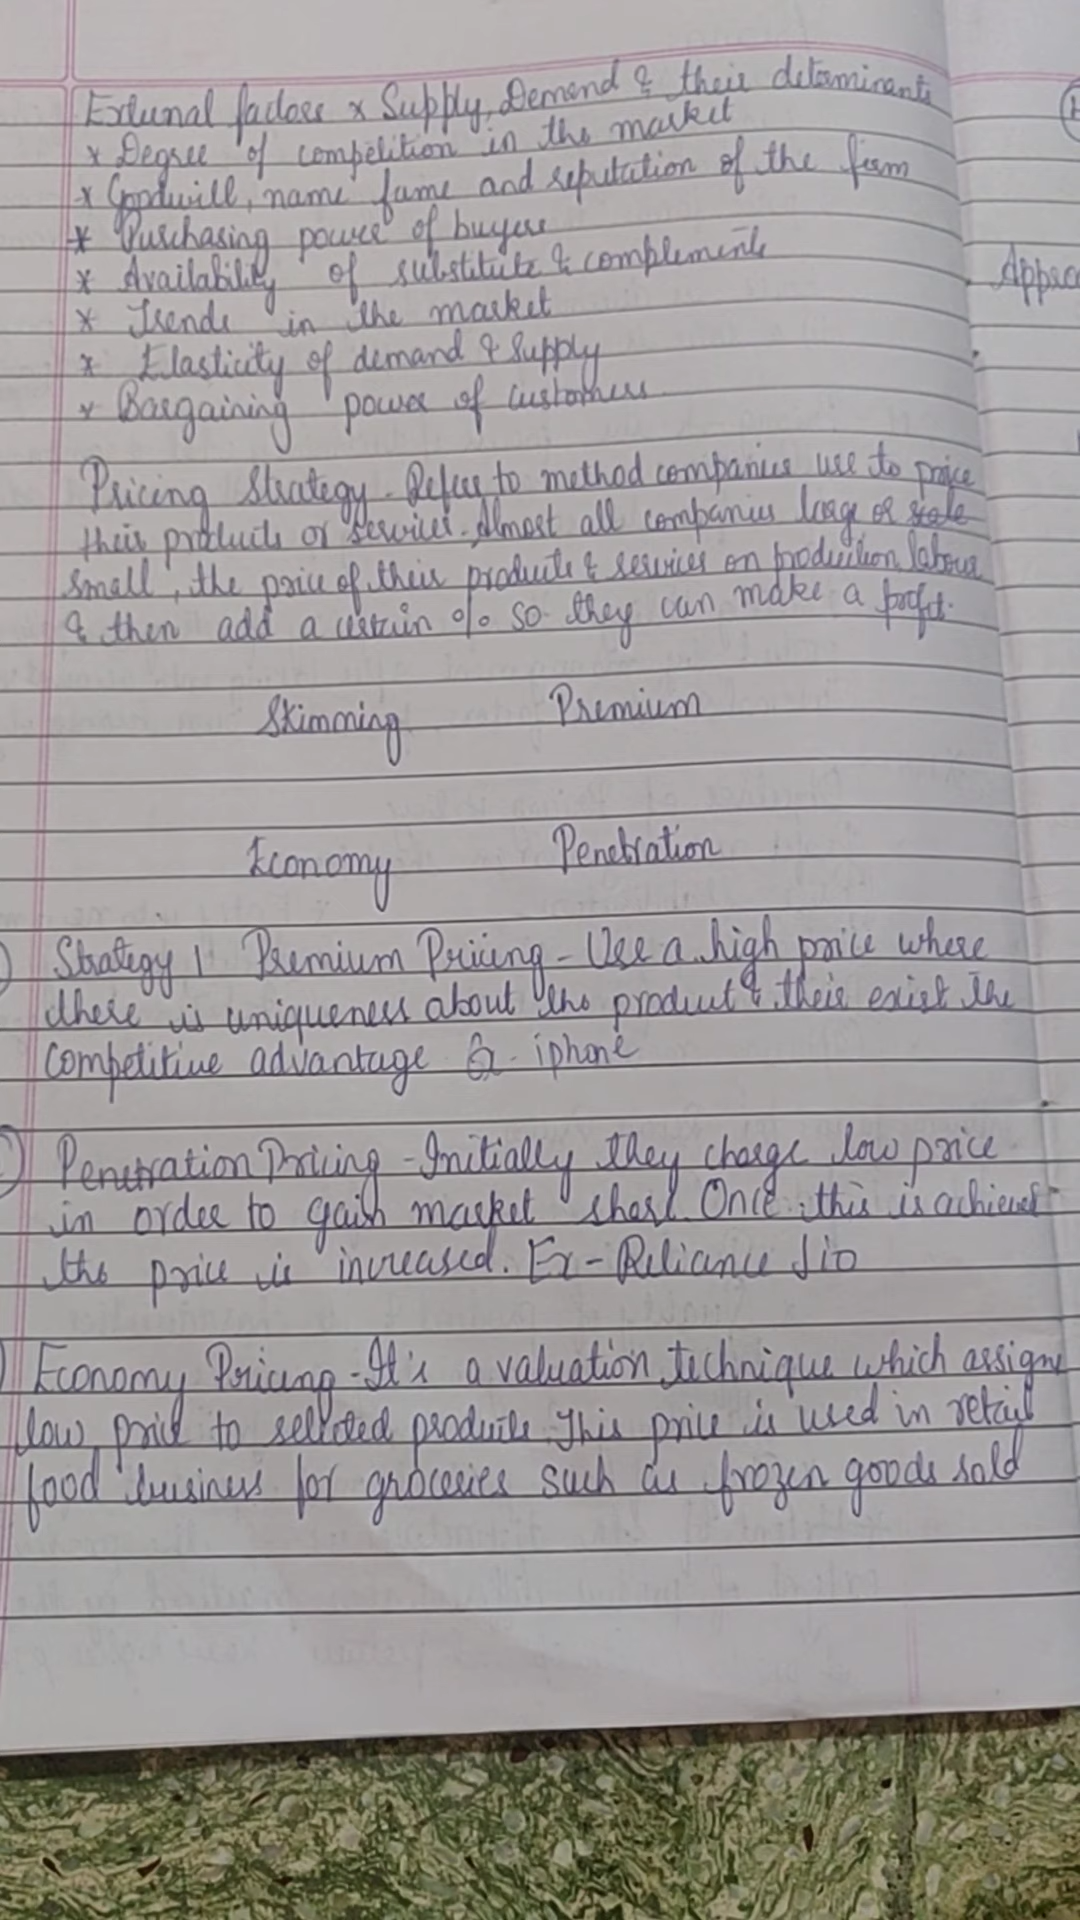 External factors x Supply, Demand & their determinants
x Degree of competition in the market
x Goodwill, name fame and reputation of the firm
* Purchasing power of buyers
* Availability of substitute & complements
* Trends in the market
* Elasticity of demand & supply
x Bargaining power of customers
Appec
Pricing Strategy - Refers to method companies use to price
their products or services. Almost all companies large or
small, the price of their products & services on production labour
& then add a certain % so they can make a profit.
Skimming Premium
Economy Penetration
Strategy 1 Premium Pricing - Use a high price where
there is uniqueness about the product & their exist the
competitive advantage Ex - iphone
Penetration Pricing - Initially they charge low price
in order to gain market share Once this is achieved
the price is increased. Ex - Reliance Jio
Economy Pricing - It's a valuation technique which assigns
low price to selected products. This price is used in retail
food business for groceries such as frozen goods sold